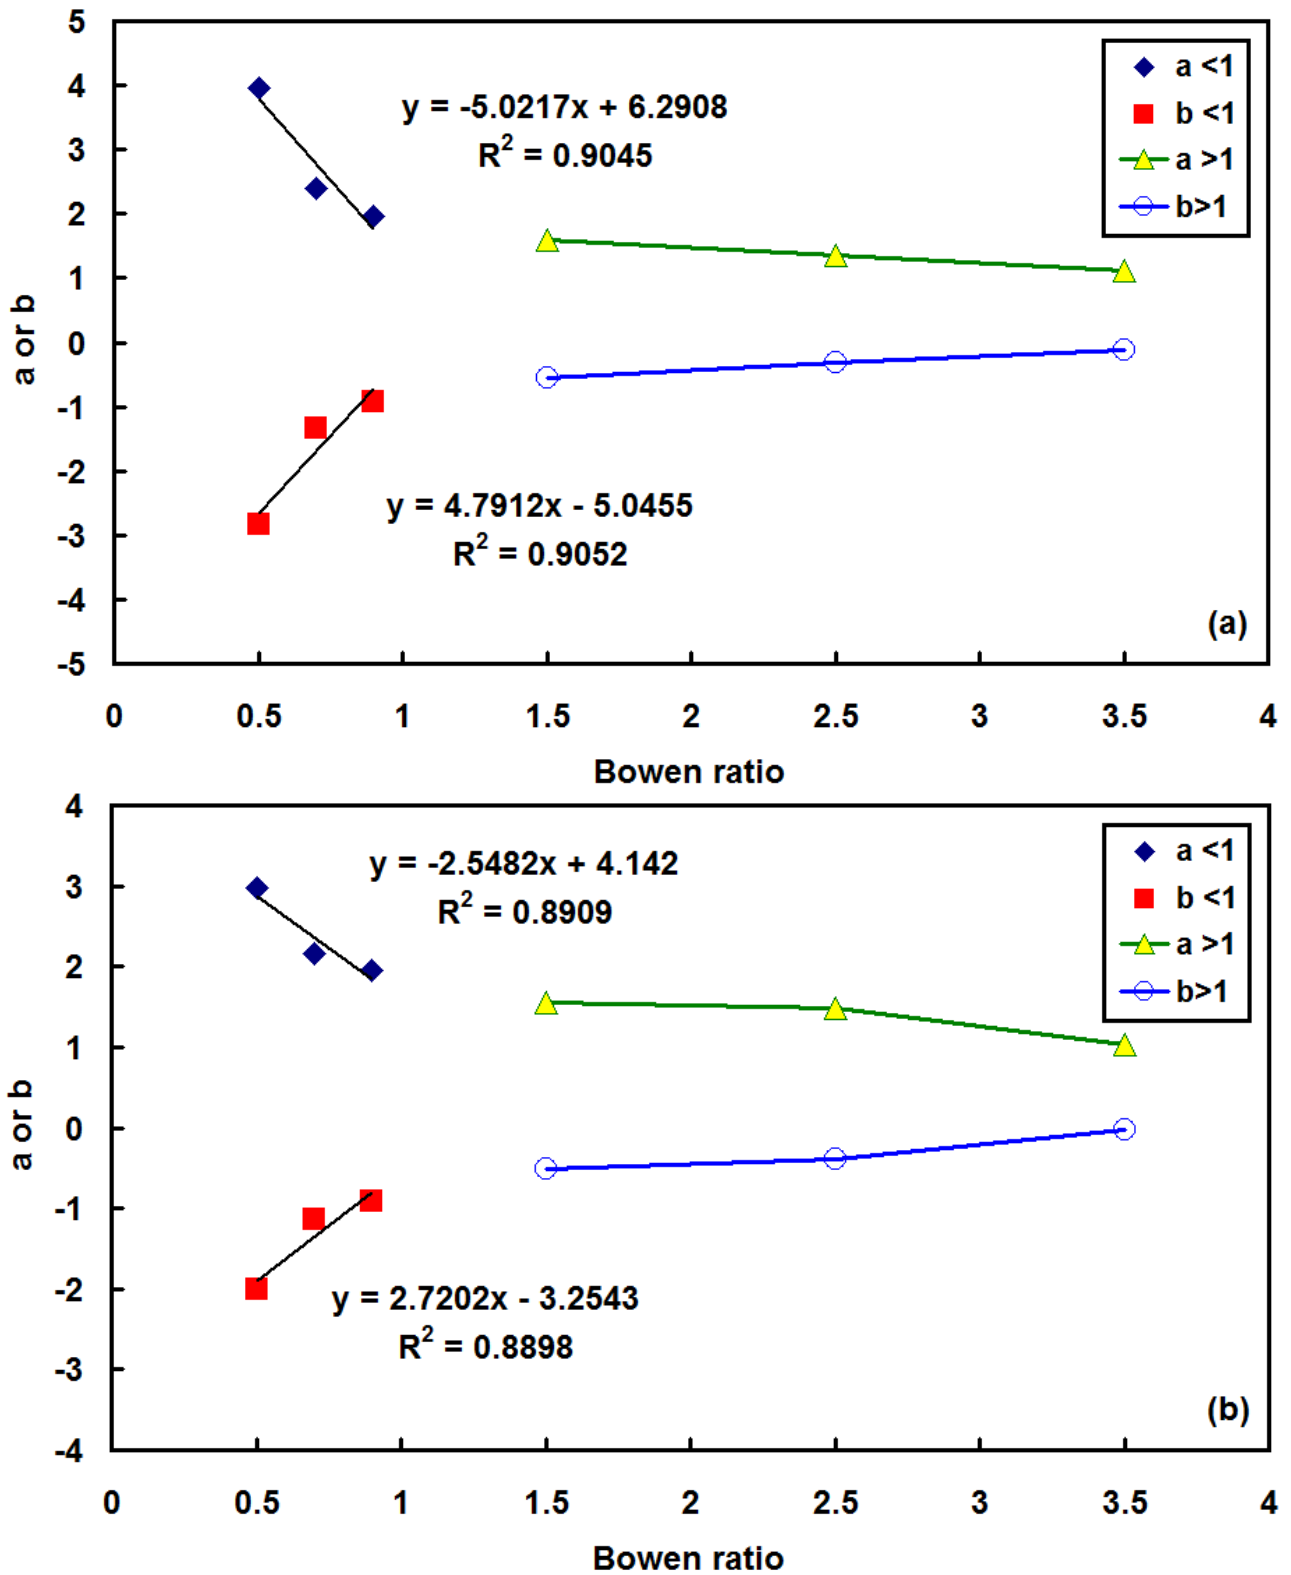 5
4
3
2
1
0
-1
-2
-3
-4
-5
a or b
y = -5.0217x + 6.2908
R² = 0.9045
y = 4.7912x - 5.0455
R² = 0.9052
a <1
b <1
a >1
b>1
(a)
0 0.5 1 1.5 2 2.5 3 3.5 4
Bowen ratio
4
3
2
1
0
-1
-2
-3
-4
a or b
y = -2.5482x + 4.142
R² = 0.8909
y = 2.7202x - 3.2543
R² = 0.8898
a <1
b <1
a >1
b>1
(b)
0 0.5 1 1.5 2 2.5 3 3.5 4
Bowen ratio